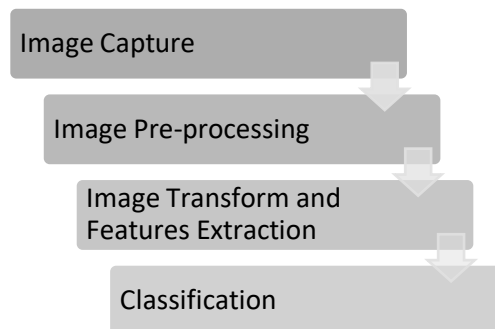 Image Capture
Image Pre-processing
Image Transform and
Features Extraction
Classification